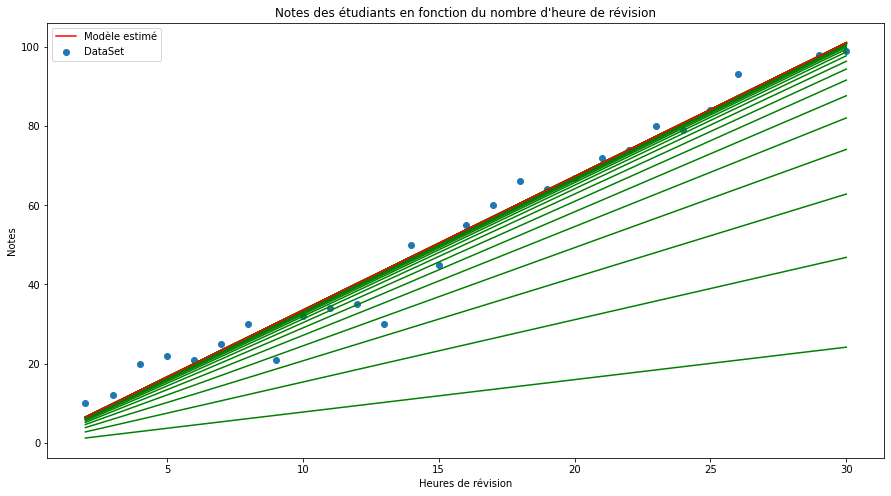 Notes des étudiants en fonction du nombre d'heure de révision
Modèle estimé
DataSet
100
80
60
40
20
0
Notes
5
10
15
20
25
30
Heures de révision